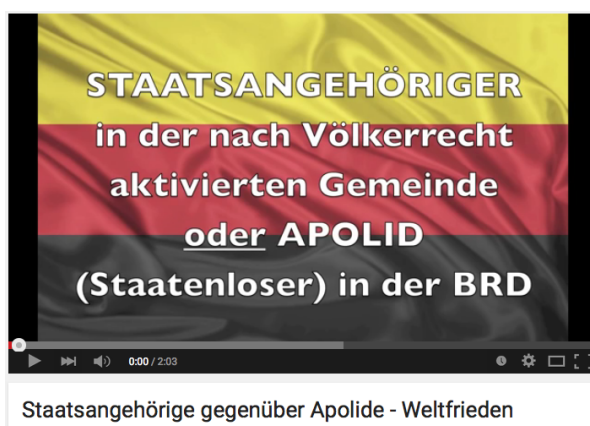 STAATSANGEHÖRIGER
in der nach Völkerrecht
aktivierten Gemeinde
oder APOLID
(Staatenloser) in der BRD
0:00 / 2:03
Staatsangehörige gegenüber Apolide - Weltfrieden